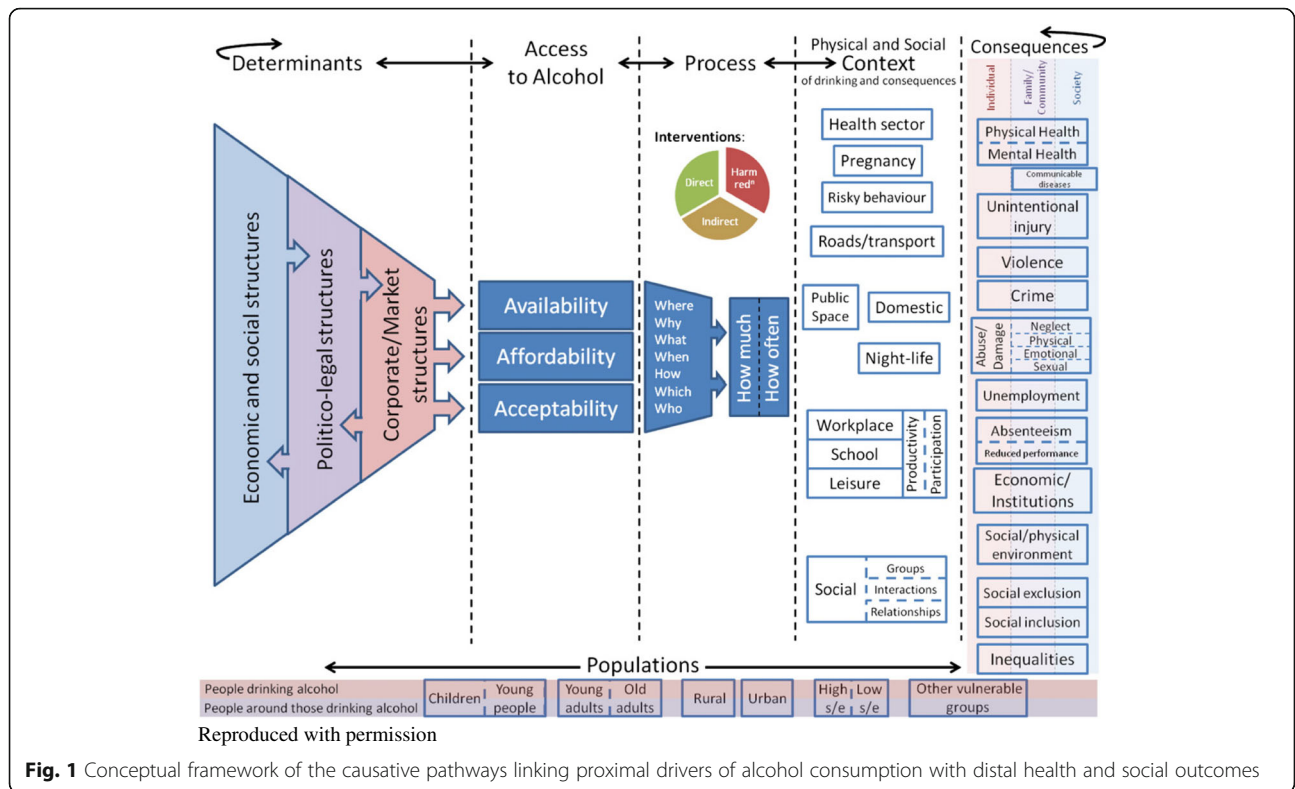 Determinants
Access
to Alcohol
Process
Physical and Social
Context
of drinking and consequences
Consequences
Individual
Family/
Community
Society
Economic and social structures
Politico-legal structures
Corporate/Market
structures
Availability
Affordability
Acceptability
Interventions:
Direct
Harm
redⁿ
Indirect
Where
Why
What
When
How
Which
Who
How much
How often
Health sector
Pregnancy
Risky behaviour
Roads/transport
Public
Space
Domestic
Night-life
Workplace
School
Leisure
Productivity
Participation
Social
Groups
Interactions
Relationships
Physical Health
Mental Health
Communicable
diseases
Unintentional
injury
Violence
Crime
Abuse/
Damage
Neglect
Physical
Emotional
Sexual
Unemployment
Absenteeism
Reduced performance
Economic/
Institutions
Social/physical
environment
Social exclusion
Social inclusion
Inequalities
Populations
People drinking alcohol
People around those drinking alcohol
Children
Young
people
Young
adults
Old
adults
Rural
Urban
High
s/e
Low
s/e
Other vulnerable
groups
Reproduced with permission
Fig. 1 Conceptual framework of the causative pathways linking proximal drivers of alcohol consumption with distal health and social outcomes